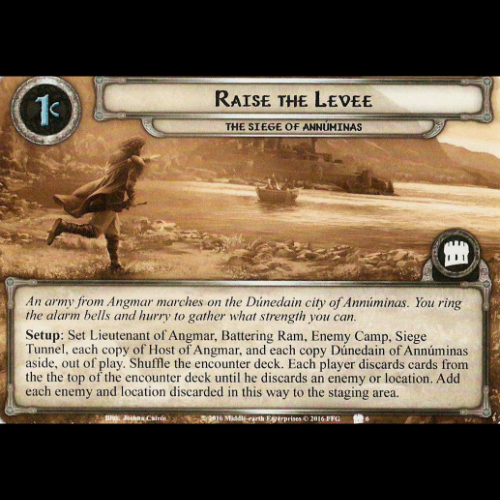 1C
RAISE THE LEVEE
THE SIEGE OF ANNÚMINAS
An army from Angmar marches on the Dúnedain city of Annúminas. You ring
the alarm bells and hurry to gather what strength you can.
Setup: Set Lieutenant of Angmar, Battering Ram, Enemy Camp, Siege
Tunnel, each copy of Host of Angmar, and each copy Dúnedain of Annúminas
aside, out of play. Shuffle the encounter deck. Each player discards cards from
the the top of the encounter deck until he discards an enemy or location. Add
each enemy and location discarded in this way to the staging area.
Illus. Joshua Cairós © 2016 Middle-earth Enterprises © 2016 FFG 6